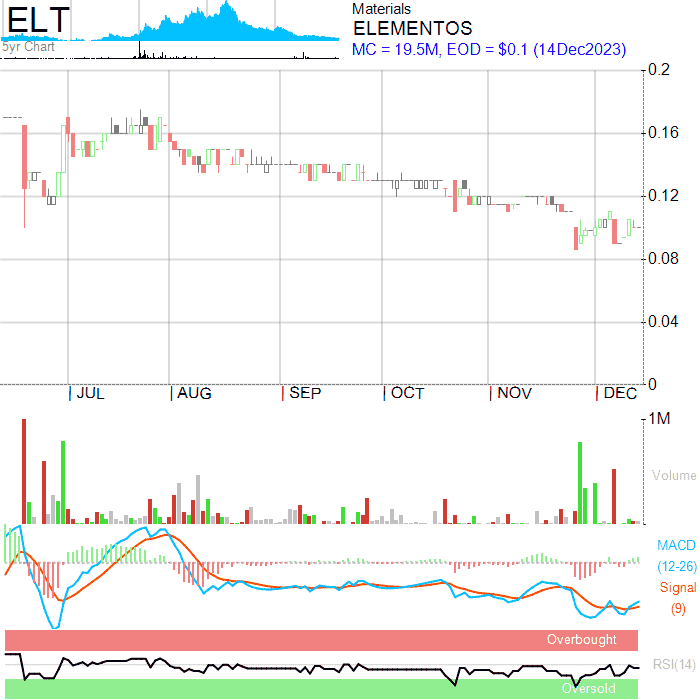 ELT
5yr Chart
Materials
ELEMENTOS
MC = 19.5M, EOD = $0.1 (14Dec2023)
0.2
0.16
0.12
0.08
0.04
0
JUL AUG SEP OCT NOV DEC
1M
Volume
MACD
(12-26)
Signal
(9)
Overbought
RSI(14)
Oversold